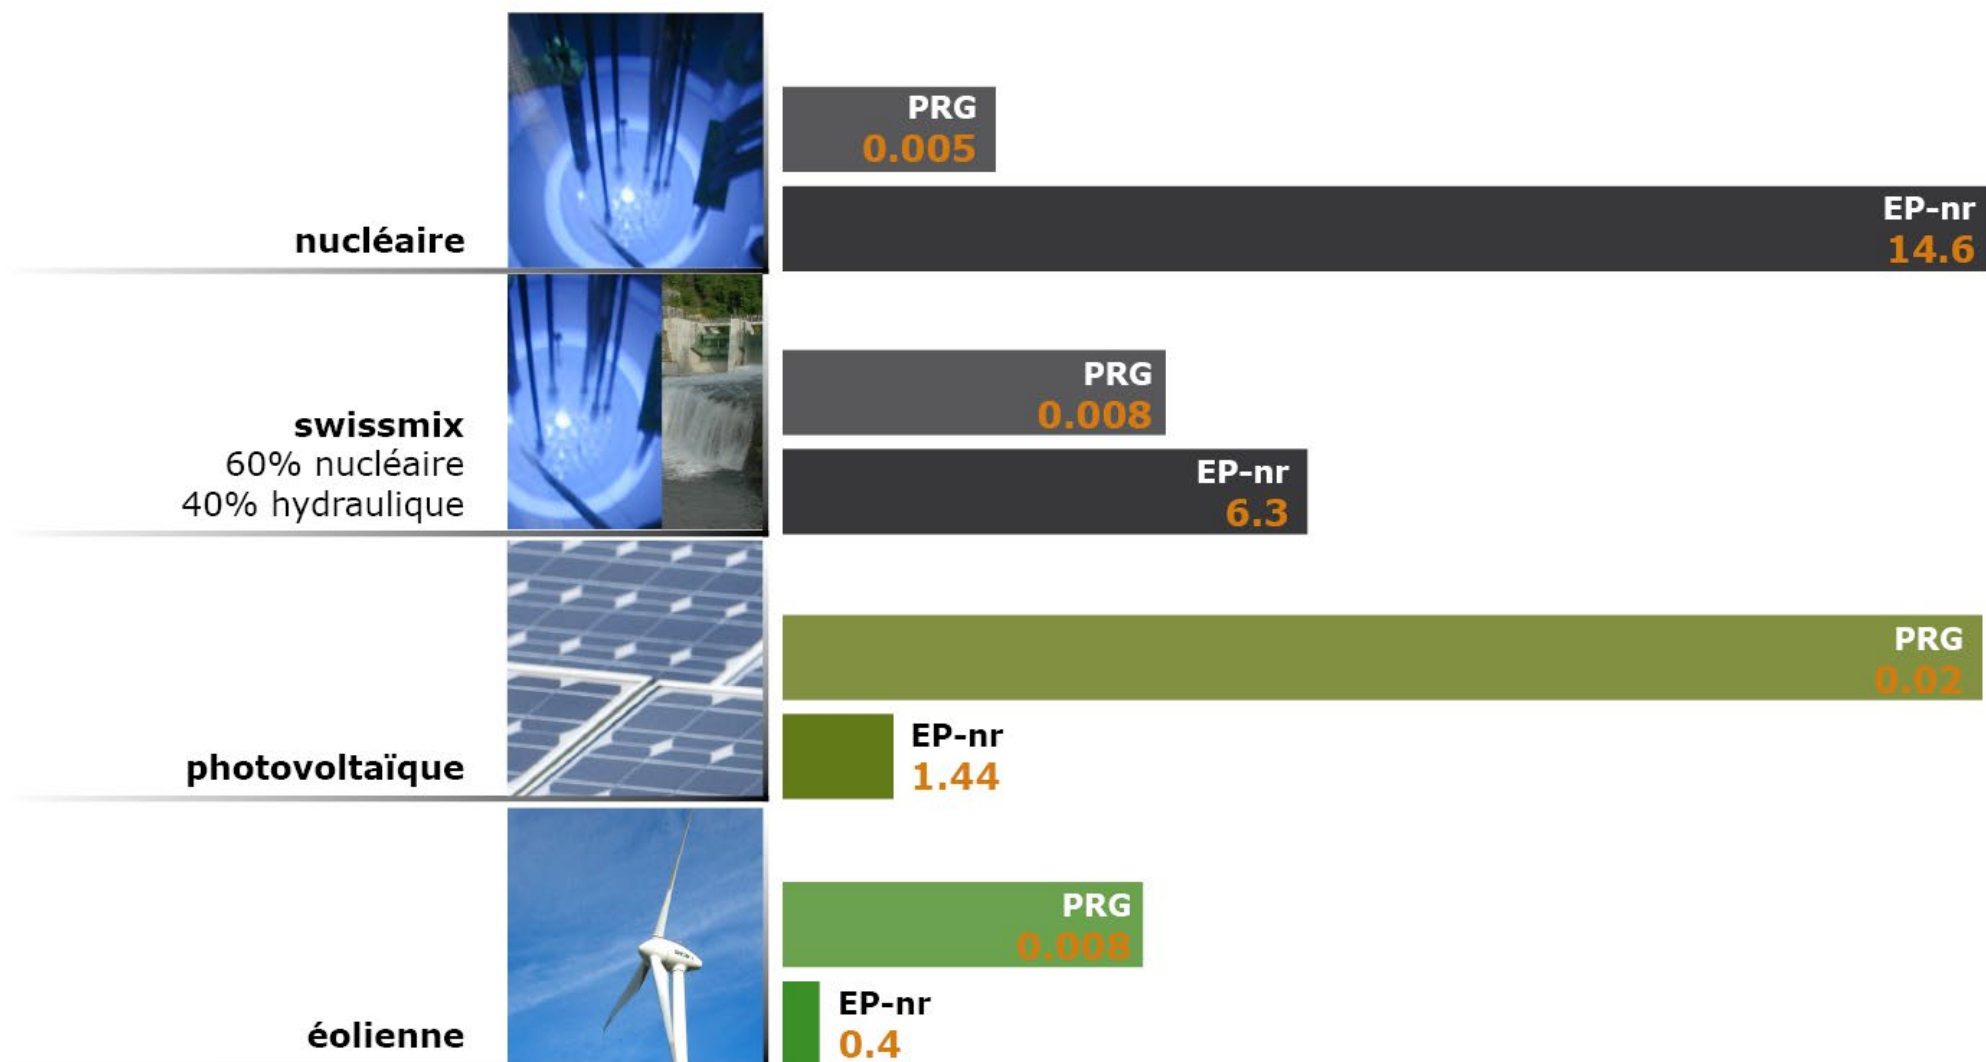 PRG
0.005
EP-nr
14.6
nucléaire
PRG
0.008
swissmix
60% nucléaire
40% hydraulique
EP-nr
6.3
PRG
0.02
EP-nr
1.44
photovoltaïque
PRG
0.008
EP-nr
0.4
éolienne